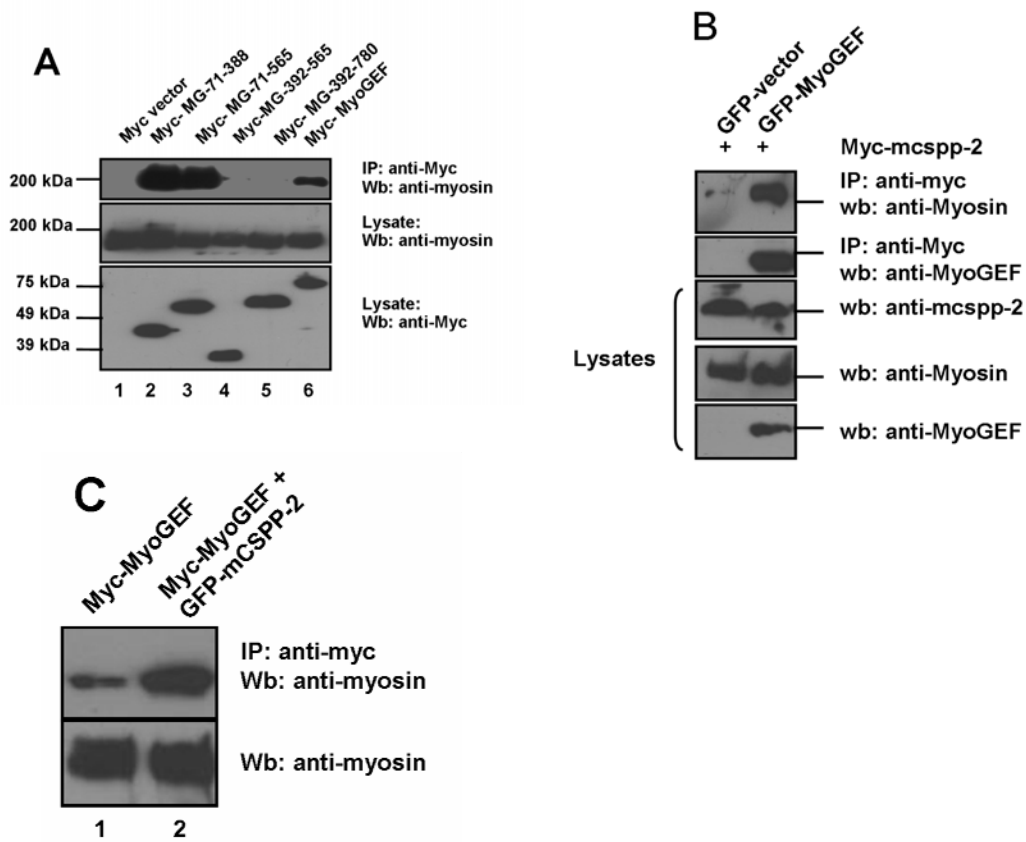 A
Myc vector
Myc- MG-71-388
Myc- MG-71-565
Myc-MG-392-565
Myc- MG-392-780
Myc- MyoGEF
200 kDa
IP: anti-Myc
Wb: anti-myosin
200 kDa
Lysate:
Wb: anti-myosin
75 kDa
49 kDa
39 kDa
Lysate:
Wb: anti-Myc
1 2 3 4 5 6
B
GFP-vector
GFP-MyoGEF
+ + Myc-mcspp-2
IP: anti-myc
wb: anti-Myosin
IP: anti-Myc
wb: anti-MyoGEF
Lysates
wb: anti-mcspp-2
wb: anti-Myosin
wb: anti-MyoGEF
C
Myc-MyoGEF
Myc-MyoGEF +
GFP-mCSPP-2
IP: anti-myc
Wb: anti-myosin
Wb: anti-myosin
1 2